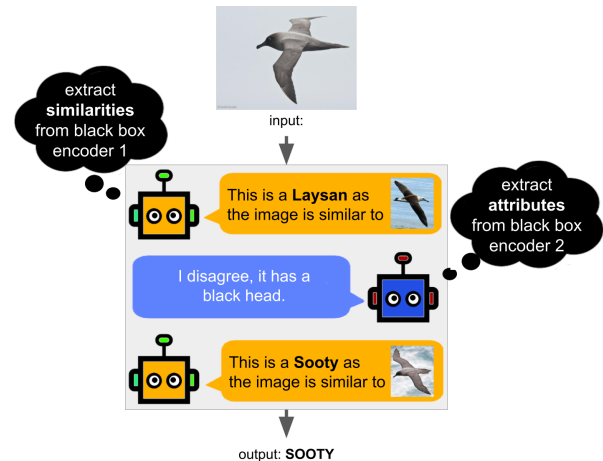 input:
extract
similarities
from black box
encoder 1
This is a Laysan as
the image is similar to
extract
attributes
from black box
encoder 2
I disagree, it has a
black head.
This is a Sooty as
the image is similar to
output: SOOTY